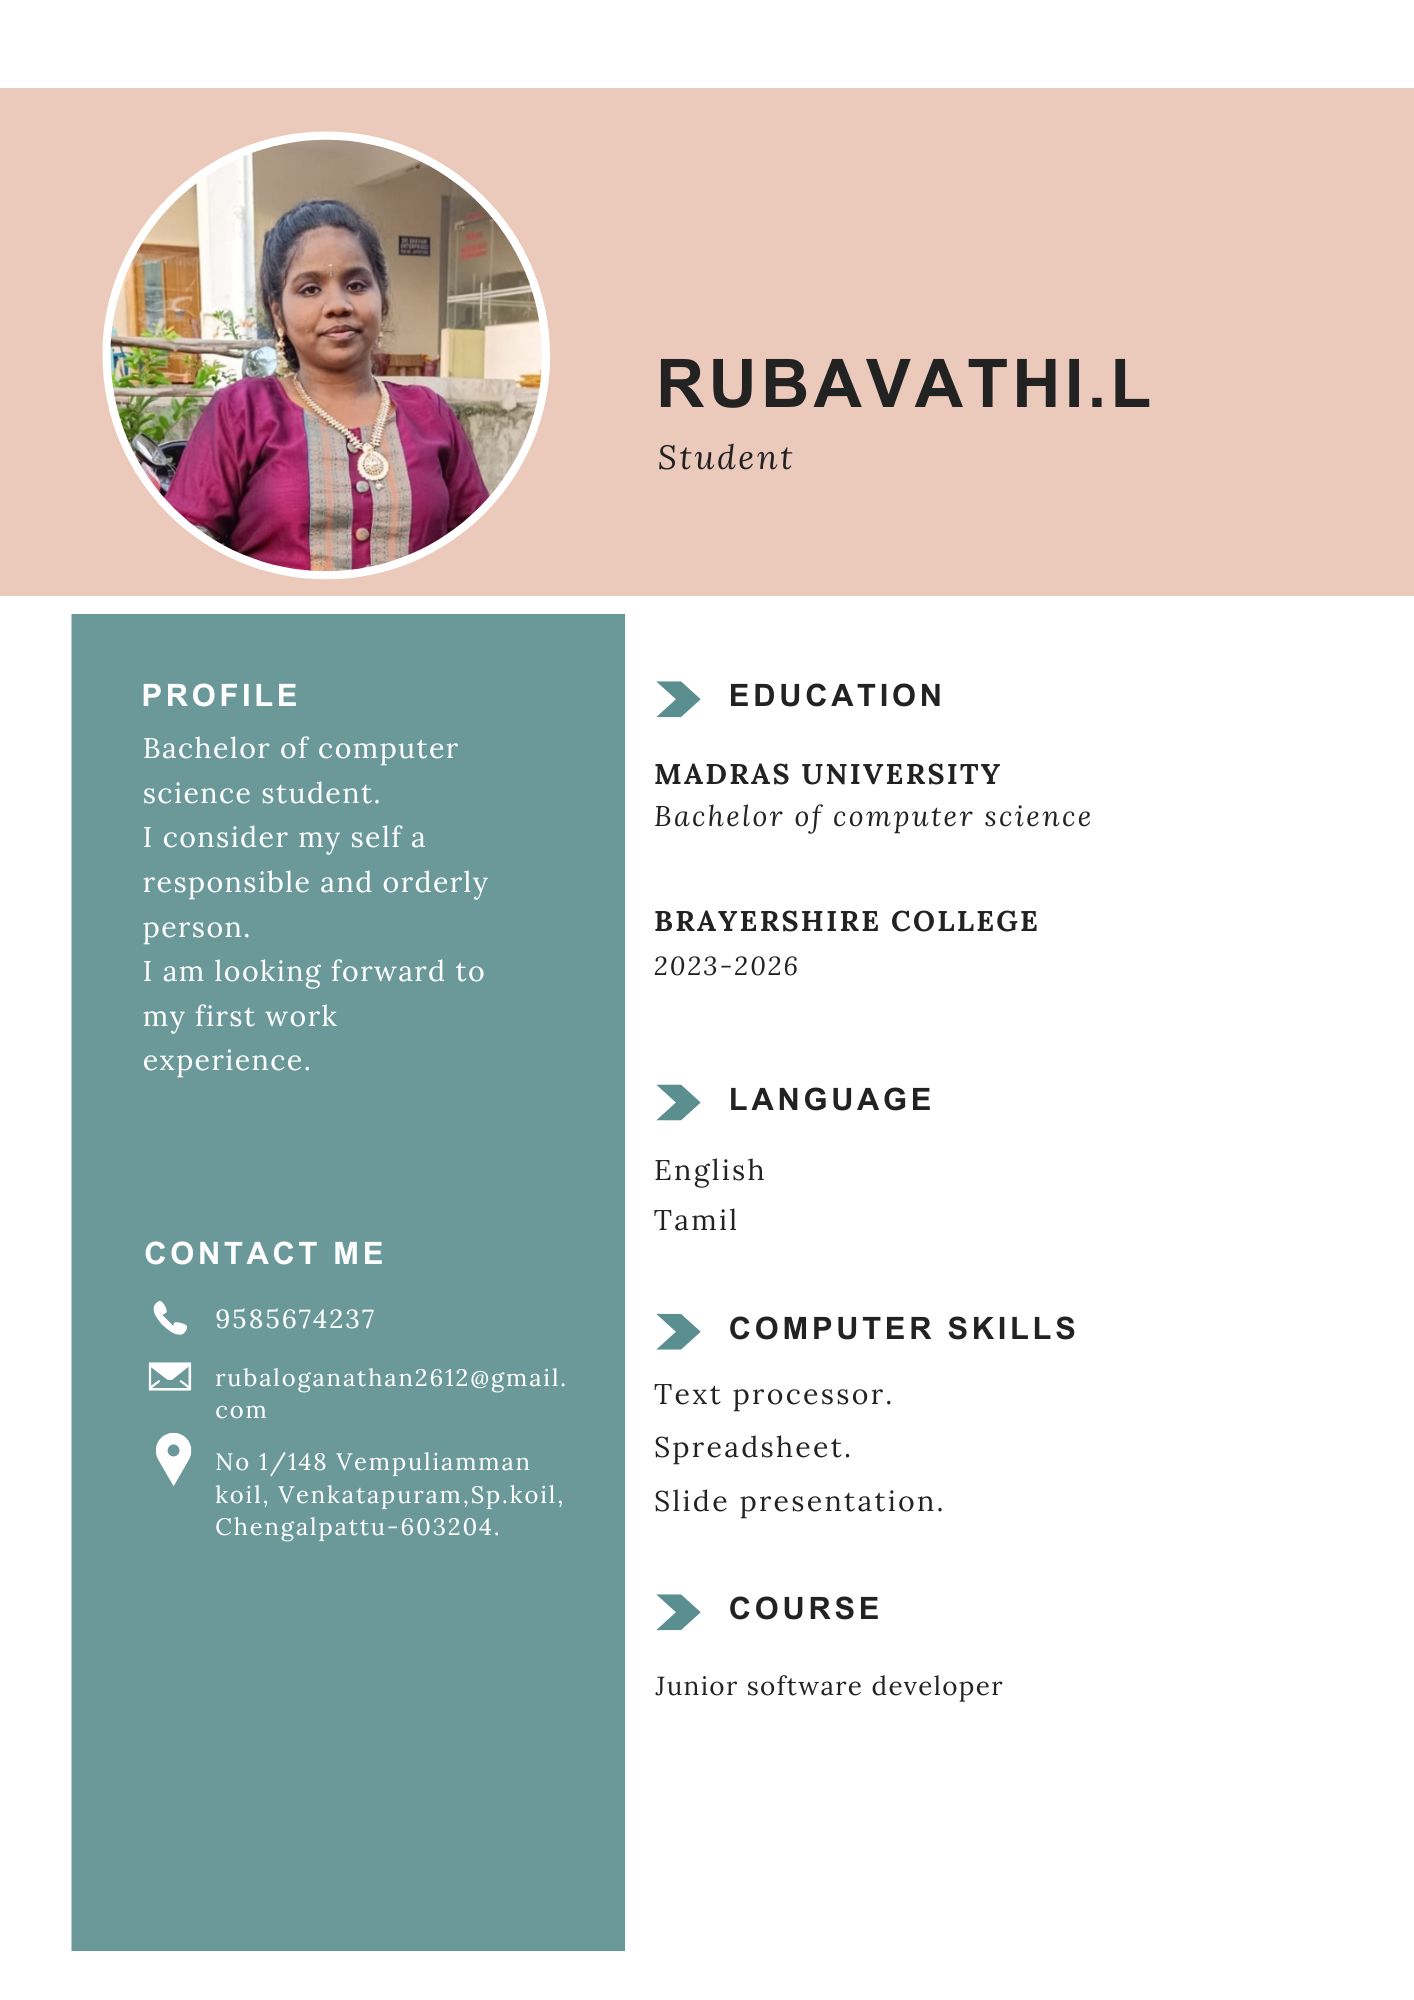 RUBAVATHI.L
Student
PROFILE
Bachelor of computer
science student.
I consider my self a
responsible and orderly
person.
I am looking forward to
my first work
experience.
CONTACT ME
9585674237
rubaloganathan2612@gmail.
com
No 1/148 Vempuliamman
koil, Venkatapuram,Sp.koil,
Chengalpattu-603204.
EDUCATION
MADRAS UNIVERSITY
Bachelor of computer science
BRAYERSHIRE COLLEGE
2023-2026
LANGUAGE
English
Tamil
COMPUTER SKILLS
Text processor.
Spreadsheet.
Slide presentation.
COURSE
Junior software developer